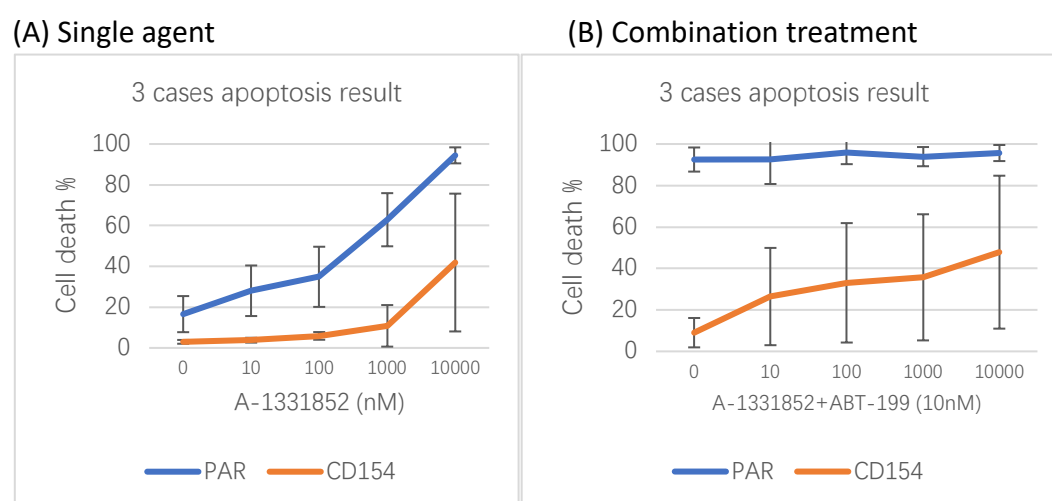 (A) Single agent
3 cases apoptosis result
Cell death %
100
80
60
40
20
0
0 10 100 1000 10000
A-1331852 (nM)
PAR CD154
(B) Combination treatment
3 cases apoptosis result
Cell death %
100
80
60
40
20
0
0 10 100 1000 10000
A-1331852+ABT-199 (10nM)
PAR CD154